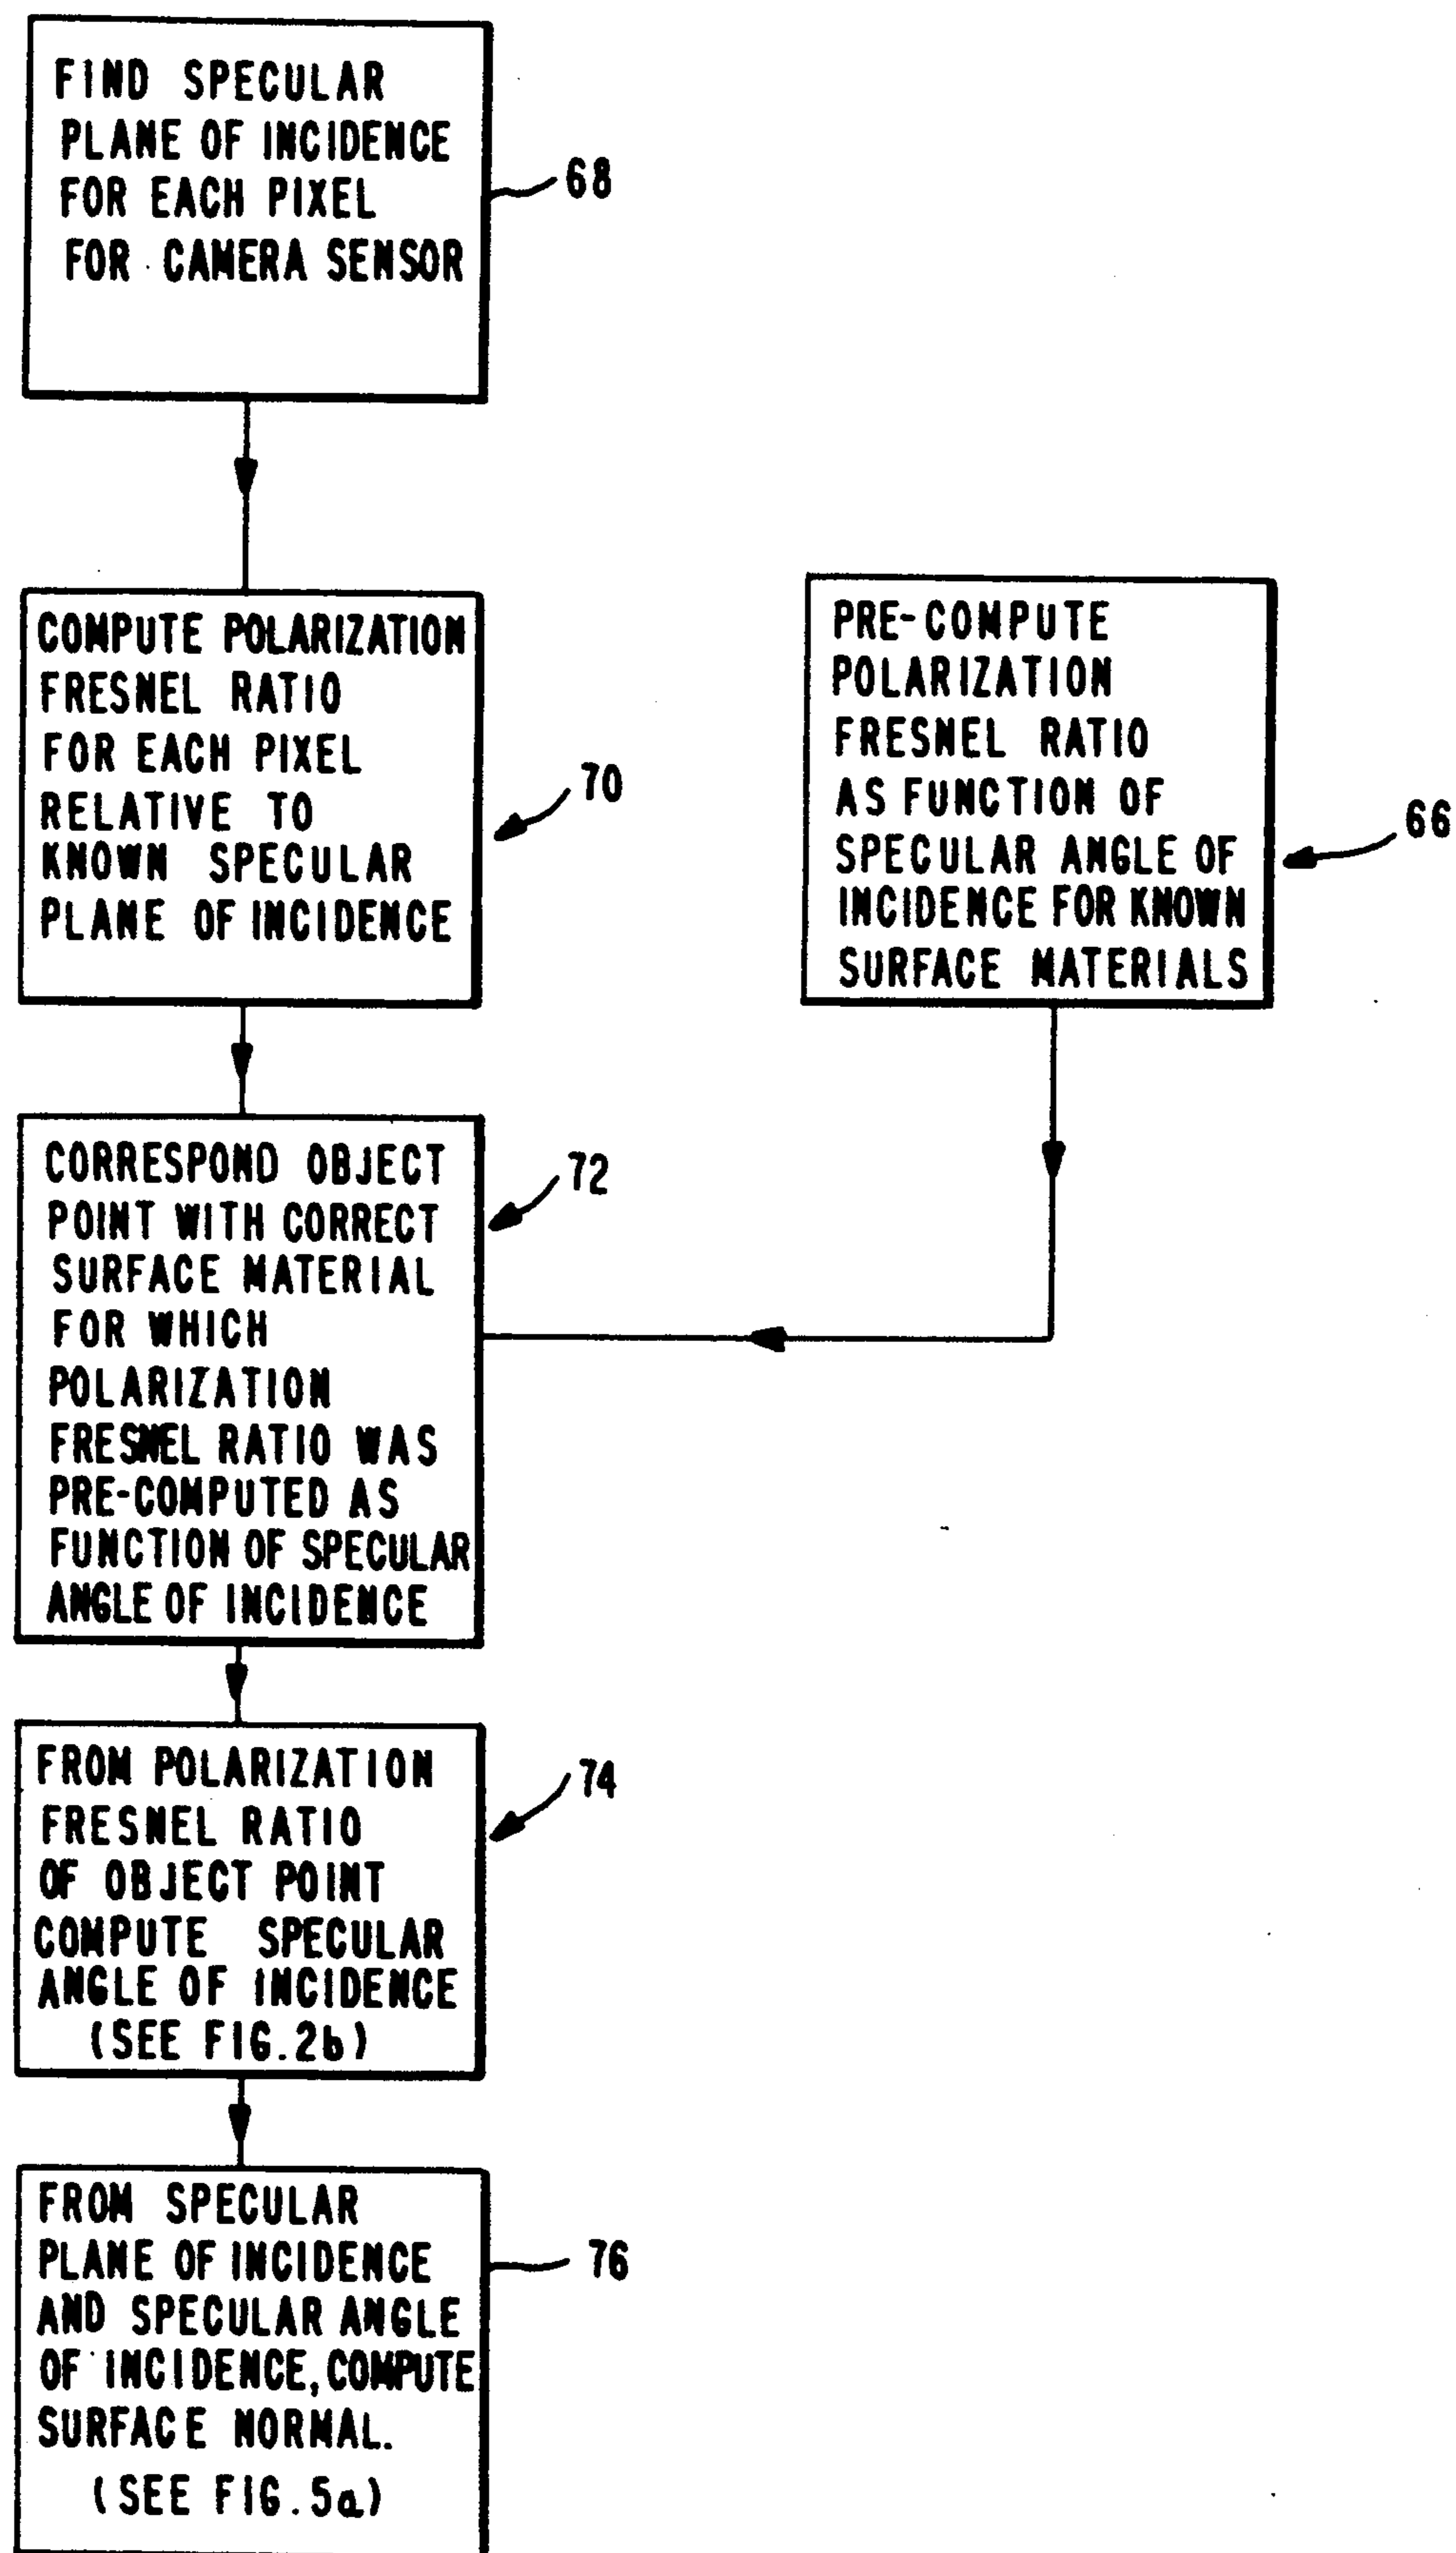 FIND SPECULAR
PLANE OF INCIDENCE
FOR EACH PIXEL
FOR CAMERA SENSOR
68
COMPUTE POLARIZATION
FRESNEL RATIO
FOR EACH PIXEL
RELATIVE TO
KNOWN SPECULAR
PLANE OF INCIDENCE
70
PRE-COMPUTE
POLARIZATION
FRESNEL RATIO
AS FUNCTION OF
SPECULAR ANGLE OF
INCIDENCE FOR KNOWN
SURFACE MATERIALS
66
CORRESPOND OBJECT
POINT WITH CORRECT
SURFACE MATERIAL
FOR WHICH
POLARIZATION
FRESNEL RATIO WAS
PRE-COMPUTED AS
FUNCTION OF SPECULAR
ANGLE OF INCIDENCE
72
FROM POLARIZATION
FRESNEL RATIO
OF OBJECT POINT
COMPUTE SPECULAR
ANGLE OF INCIDENCE
(SEE FIG.2b)
74
FROM SPECULAR
PLANE OF INCIDENCE
AND SPECULAR ANGLE
OF INCIDENCE, COMPUTE
SURFACE NORMAL.
(SEE FIG.5a)
76